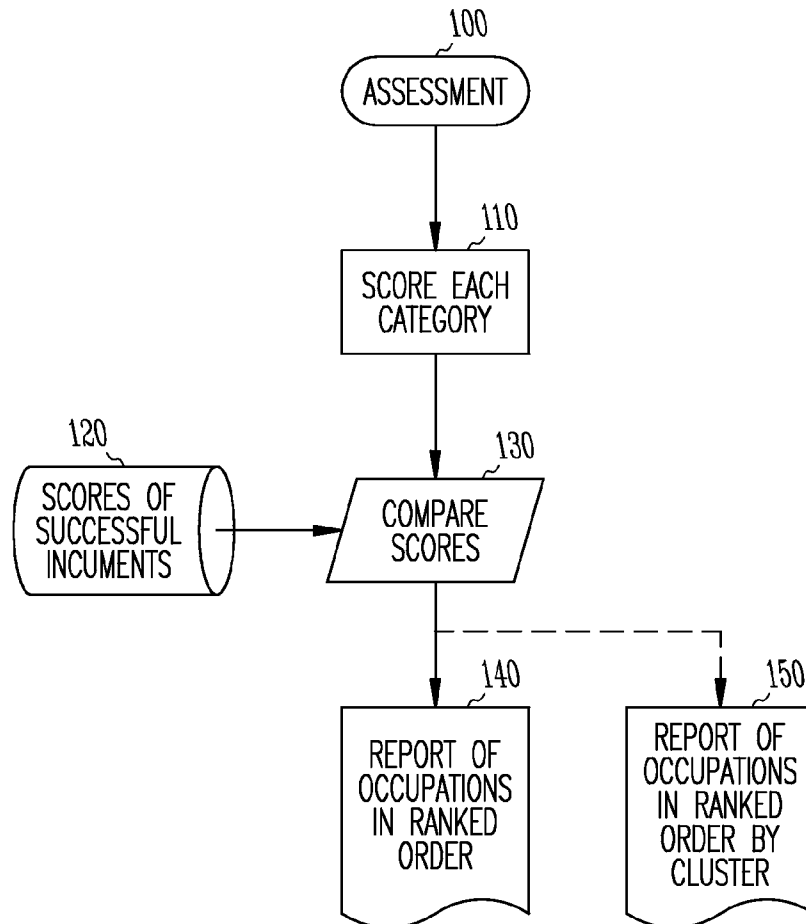 100
ASSESSMENT
110
SCORE EACH
CATEGORY
120
SCORES OF
SUCCESSFUL
INCUMENTS
130
COMPARE
SCORES
140
REPORT OF
OCCUPATIONS
IN RANKED
ORDER
150
REPORT OF
OCCUPATIONS
IN RANKED
ORDER BY
CLUSTER